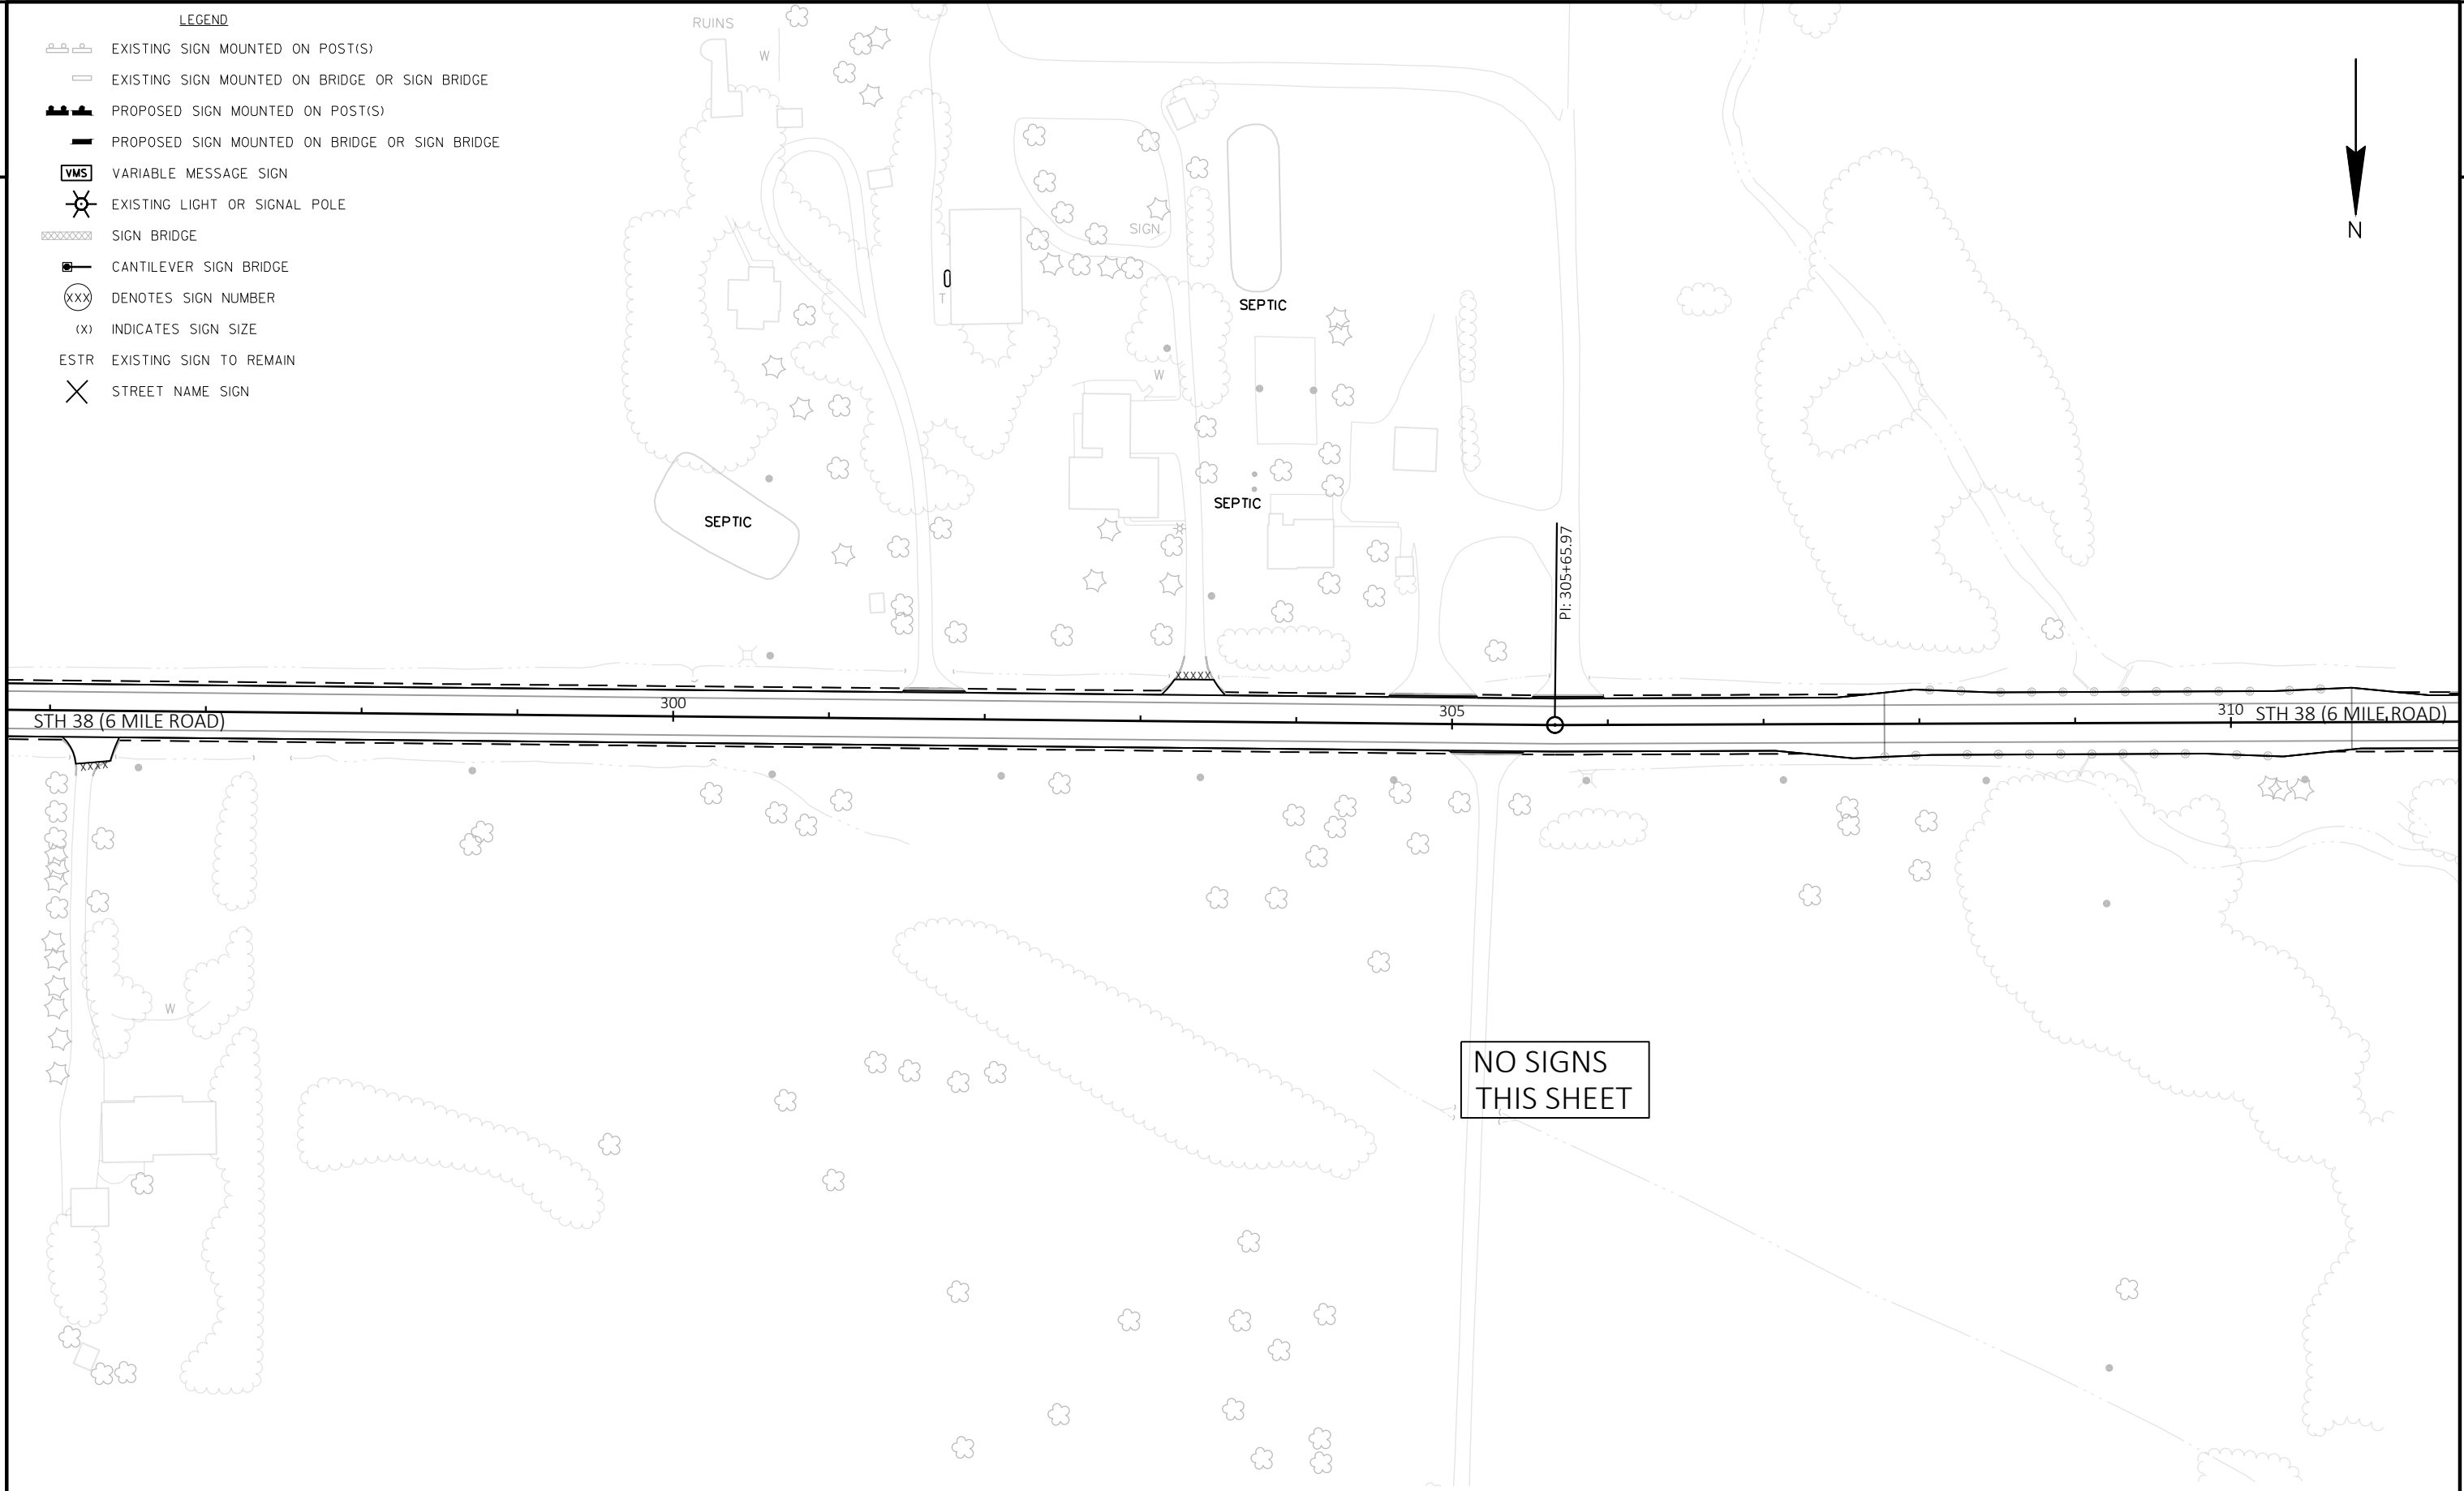 LEGEND
EXISTING SIGN MOUNTED ON POST(S)
EXISTING SIGN MOUNTED ON BRIDGE OR SIGN BRIDGE
PROPOSED SIGN MOUNTED ON POST(S)
PROPOSED SIGN MOUNTED ON BRIDGE OR SIGN BRIDGE
VMS VARIABLE MESSAGE SIGN
EXISTING LIGHT OR SIGNAL POLE
SIGN BRIDGE
CANTILEVER SIGN BRIDGE
XXX DENOTES SIGN NUMBER
(X) INDICATES SIGN SIZE
ESTR EXISTING SIGN TO REMAIN
STREET NAME SIGN
RUINS
W
N
SIGN
T
SEPTIC
W
SEPTIC
SEPTIC
PI: 305+65.97
XXXXX
300
305
310
STH 38 (6 MILE ROAD)
STH 38 (6 MILE ROAD)
XXXX
W
NO SIGNS
THIS SHEET